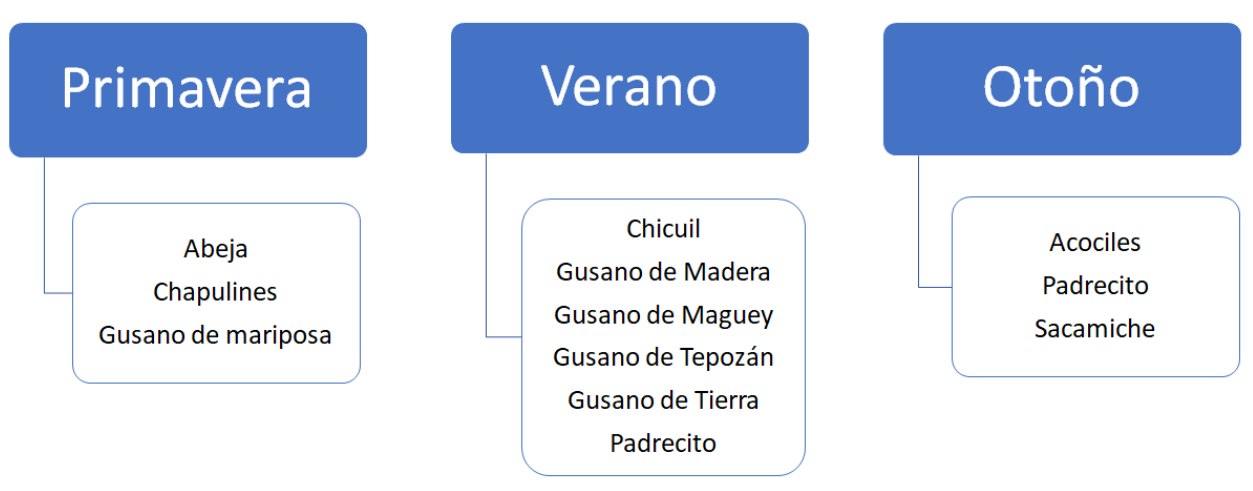 Primavera
Abeja
Chapulines
Gusano de mariposa
Verano
Chicuil
Gusano de Madera
Gusano de Maguey
Gusano de Tepozán
Gusano de Tierra
Padrecito
Otoño
Acociles
Padrecito
Sacamiche